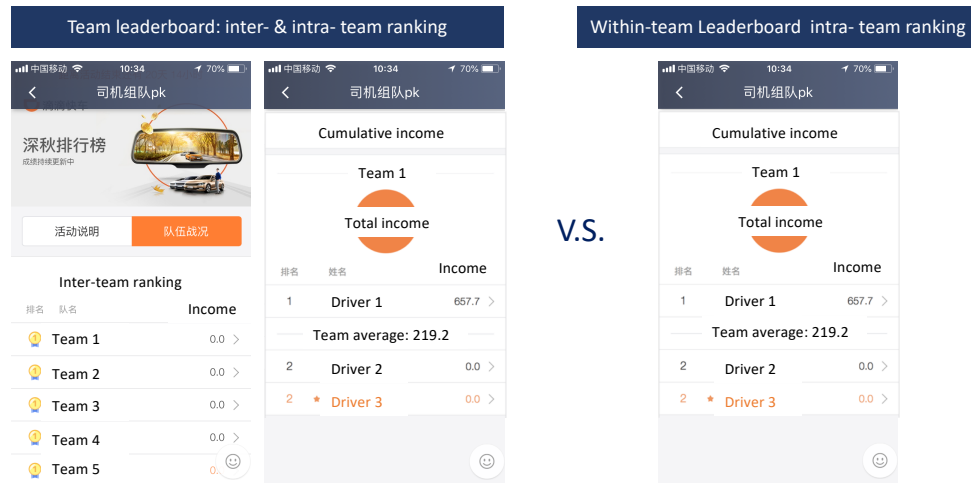 Team leaderboard: inter- & intra- team ranking
Within-team Leaderboard intra- team ranking
中国移动 10:34 70%
司机组队pk
深秋排行榜
成绩持续更新中
活动说明 队伍战况
Inter-team ranking
排名 队名 Income
1 Team 1 0.0
1 Team 2 0.0
1 Team 3 0.0
1 Team 4 0.0
1 Team 5 0.
中国移动 10:34 70%
司机组队pk
Cumulative income
Team 1
Total income
排名 姓名 Income
1 Driver 1 657.7
Team average: 219.2
2 Driver 2 0.0
2 Driver 3 0.0
V.S.
中国移动 10:34 70%
司机组队pk
Cumulative income
Team 1
Total income
排名 姓名 Income
1 Driver 1 657.7
Team average: 219.2
2 Driver 2 0.0
2 Driver 3 0.0